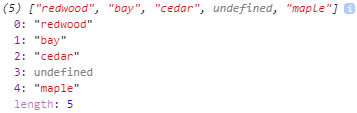 (5) ["redwood", "bay", "cedar", undefined, "maple"] i
0: "redwood"
1: "bay"
2: "cedar"
3: undefined
4: "maple"
length: 5